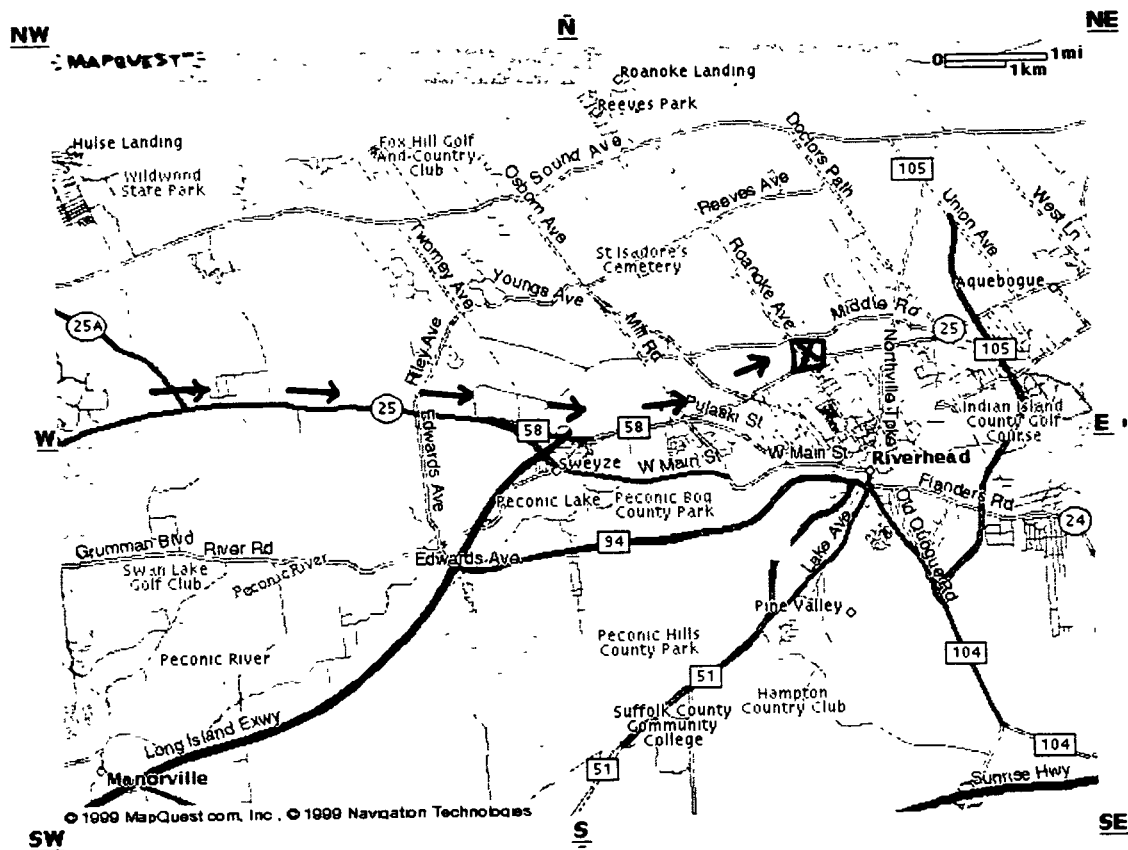 NW
N
NE
MAPQUEST
0 1mi
1km
Roanoke Landing
Reeves Park
Hulse Landing
Wildwood
State Park
Fox Hill Golf
And Country
Club
Osborn Ave
Sound Ave
Doctors Path
105
Union Ave
West Ln
Reeves Ave
Twomey Ave
St Isadore's
Cemetery
Roanoke Ave
Youngs Ave
Aquebogue
Middle Rd
25A
Riley Ave
Mill Rd
X
25
105
Northville Tpke
25
Edwards Ave
58
58
Pulaski St
Indian Island
County Golf
Course
W
E
Sweyze
W Main St
W Main St
Riverhead
Peconic Lake
Peconic Bog
County Park
Flanders Rd
Old Quogue Rd
24
94
Lake Ave
Grumman Blvd
River Rd
Edwards Ave
Swan Lake
Golf Club
Peconic River
Pine Valley
Peconic Hills
County Park
Peconic River
104
51
Hampton
Country Club
Suffolk County
Community
College
Long Island Exwy
104
51
Sunrise Hwy
Manorville
© 1999 MapQuest com, Inc , © 1999 Navigation Technologies
SW
S
SE